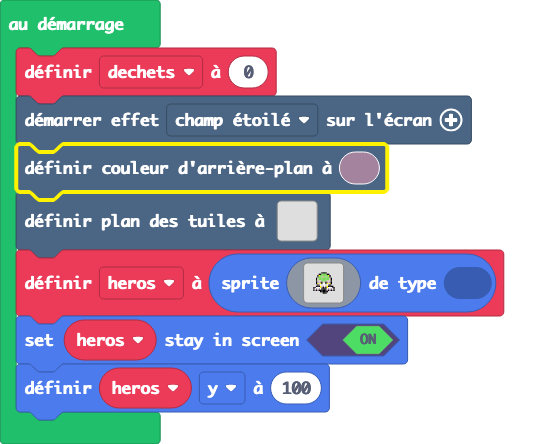 au démarrage
définir dechets à 0
démarrer effet champ étoilé sur l'écran
définir couleur d'arrière-plan à
définir plan des tuiles à
définir heros à sprite de type
set heros stay in screen ON
définir heros y à 100